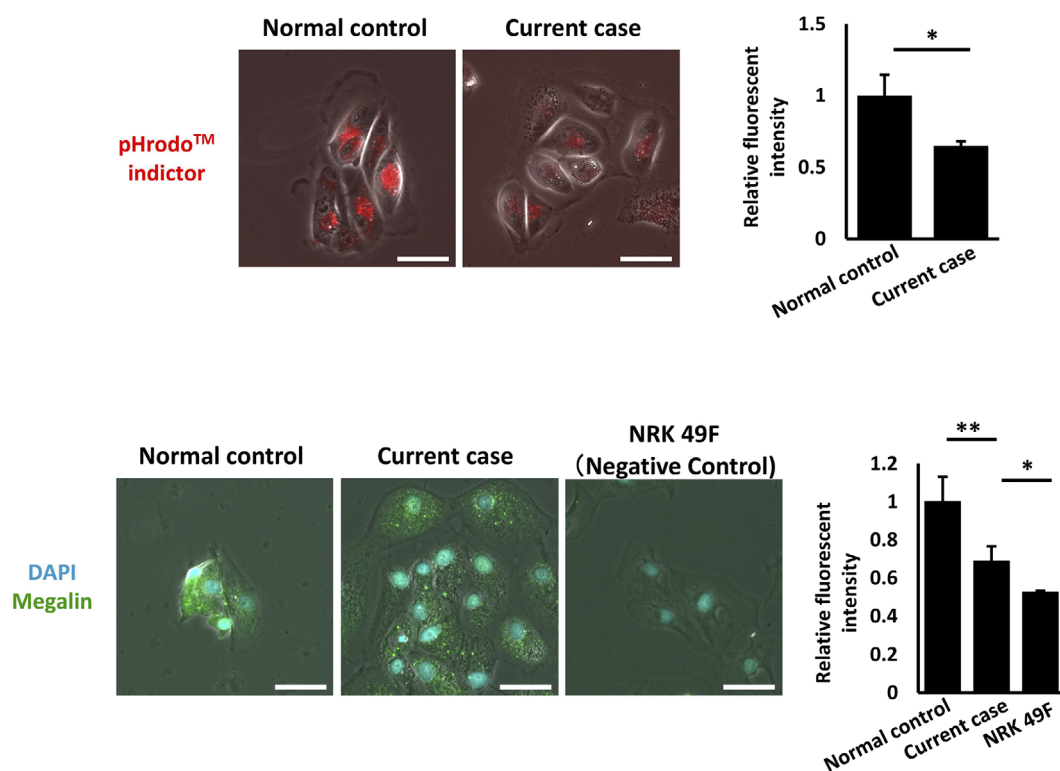 Normal control
Current case
pHrodo™
indictor
Relative fluorescent
intensity
1.5
1
0.5
0
*
Normal control
Current case
Normal control
Current case
NRK 49F
（Negative Control)
DAPI
Megalin
Relative fluorescent
intensity
1.2
1
0.8
0.6
0.4
0.2
0
**
*
Normal control
Current case
NRK 49F